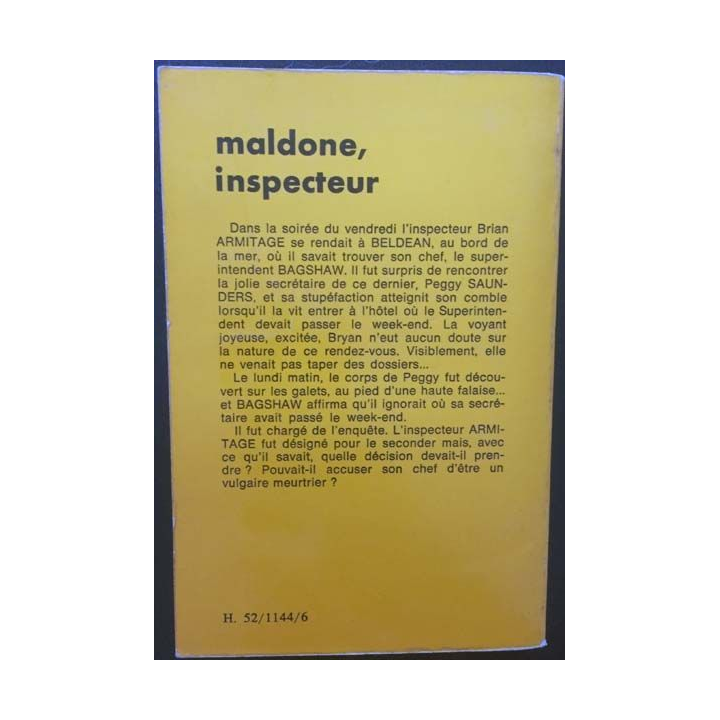 maldone,
inspecteur
Dans la soirée du vendredi l'inspecteur Brian
ARMITAGE se rendait à BELDEAN, au bord de
la mer, où il savait trouver son chef, le super-
intendent BAGSHAW. Il fut surpris de rencontrer
la jolie secrétaire de ce dernier, Peggy SAUN-
DERS, et sa stupéfaction atteignit son comble
lorsqu'il la vit entrer à l'hôtel où le Superinten-
dent devait passer le week-end. La voyant
joyeuse, excitée, Bryan n'eut aucun doute sur
la nature de ce rendez-vous. Visiblement, elle
ne venait pas taper des dossiers...
Le lundi matin, le corps de Peggy fut décou-
vert sur les galets, au pied d'une haute falaise...
et BAGSHAW affirma qu'il ignorait où sa secré-
taire avait passé le week-end.
Il fut chargé de l'enquête. L'inspecteur ARMI-
TAGE fut désigné pour le seconder mais, avec
ce qu'il savait, quelle décision devait-il pren-
dre ? Pouvait-il accuser son chef d'être un
vulgaire meurtrier ?
H. 52/1144/6